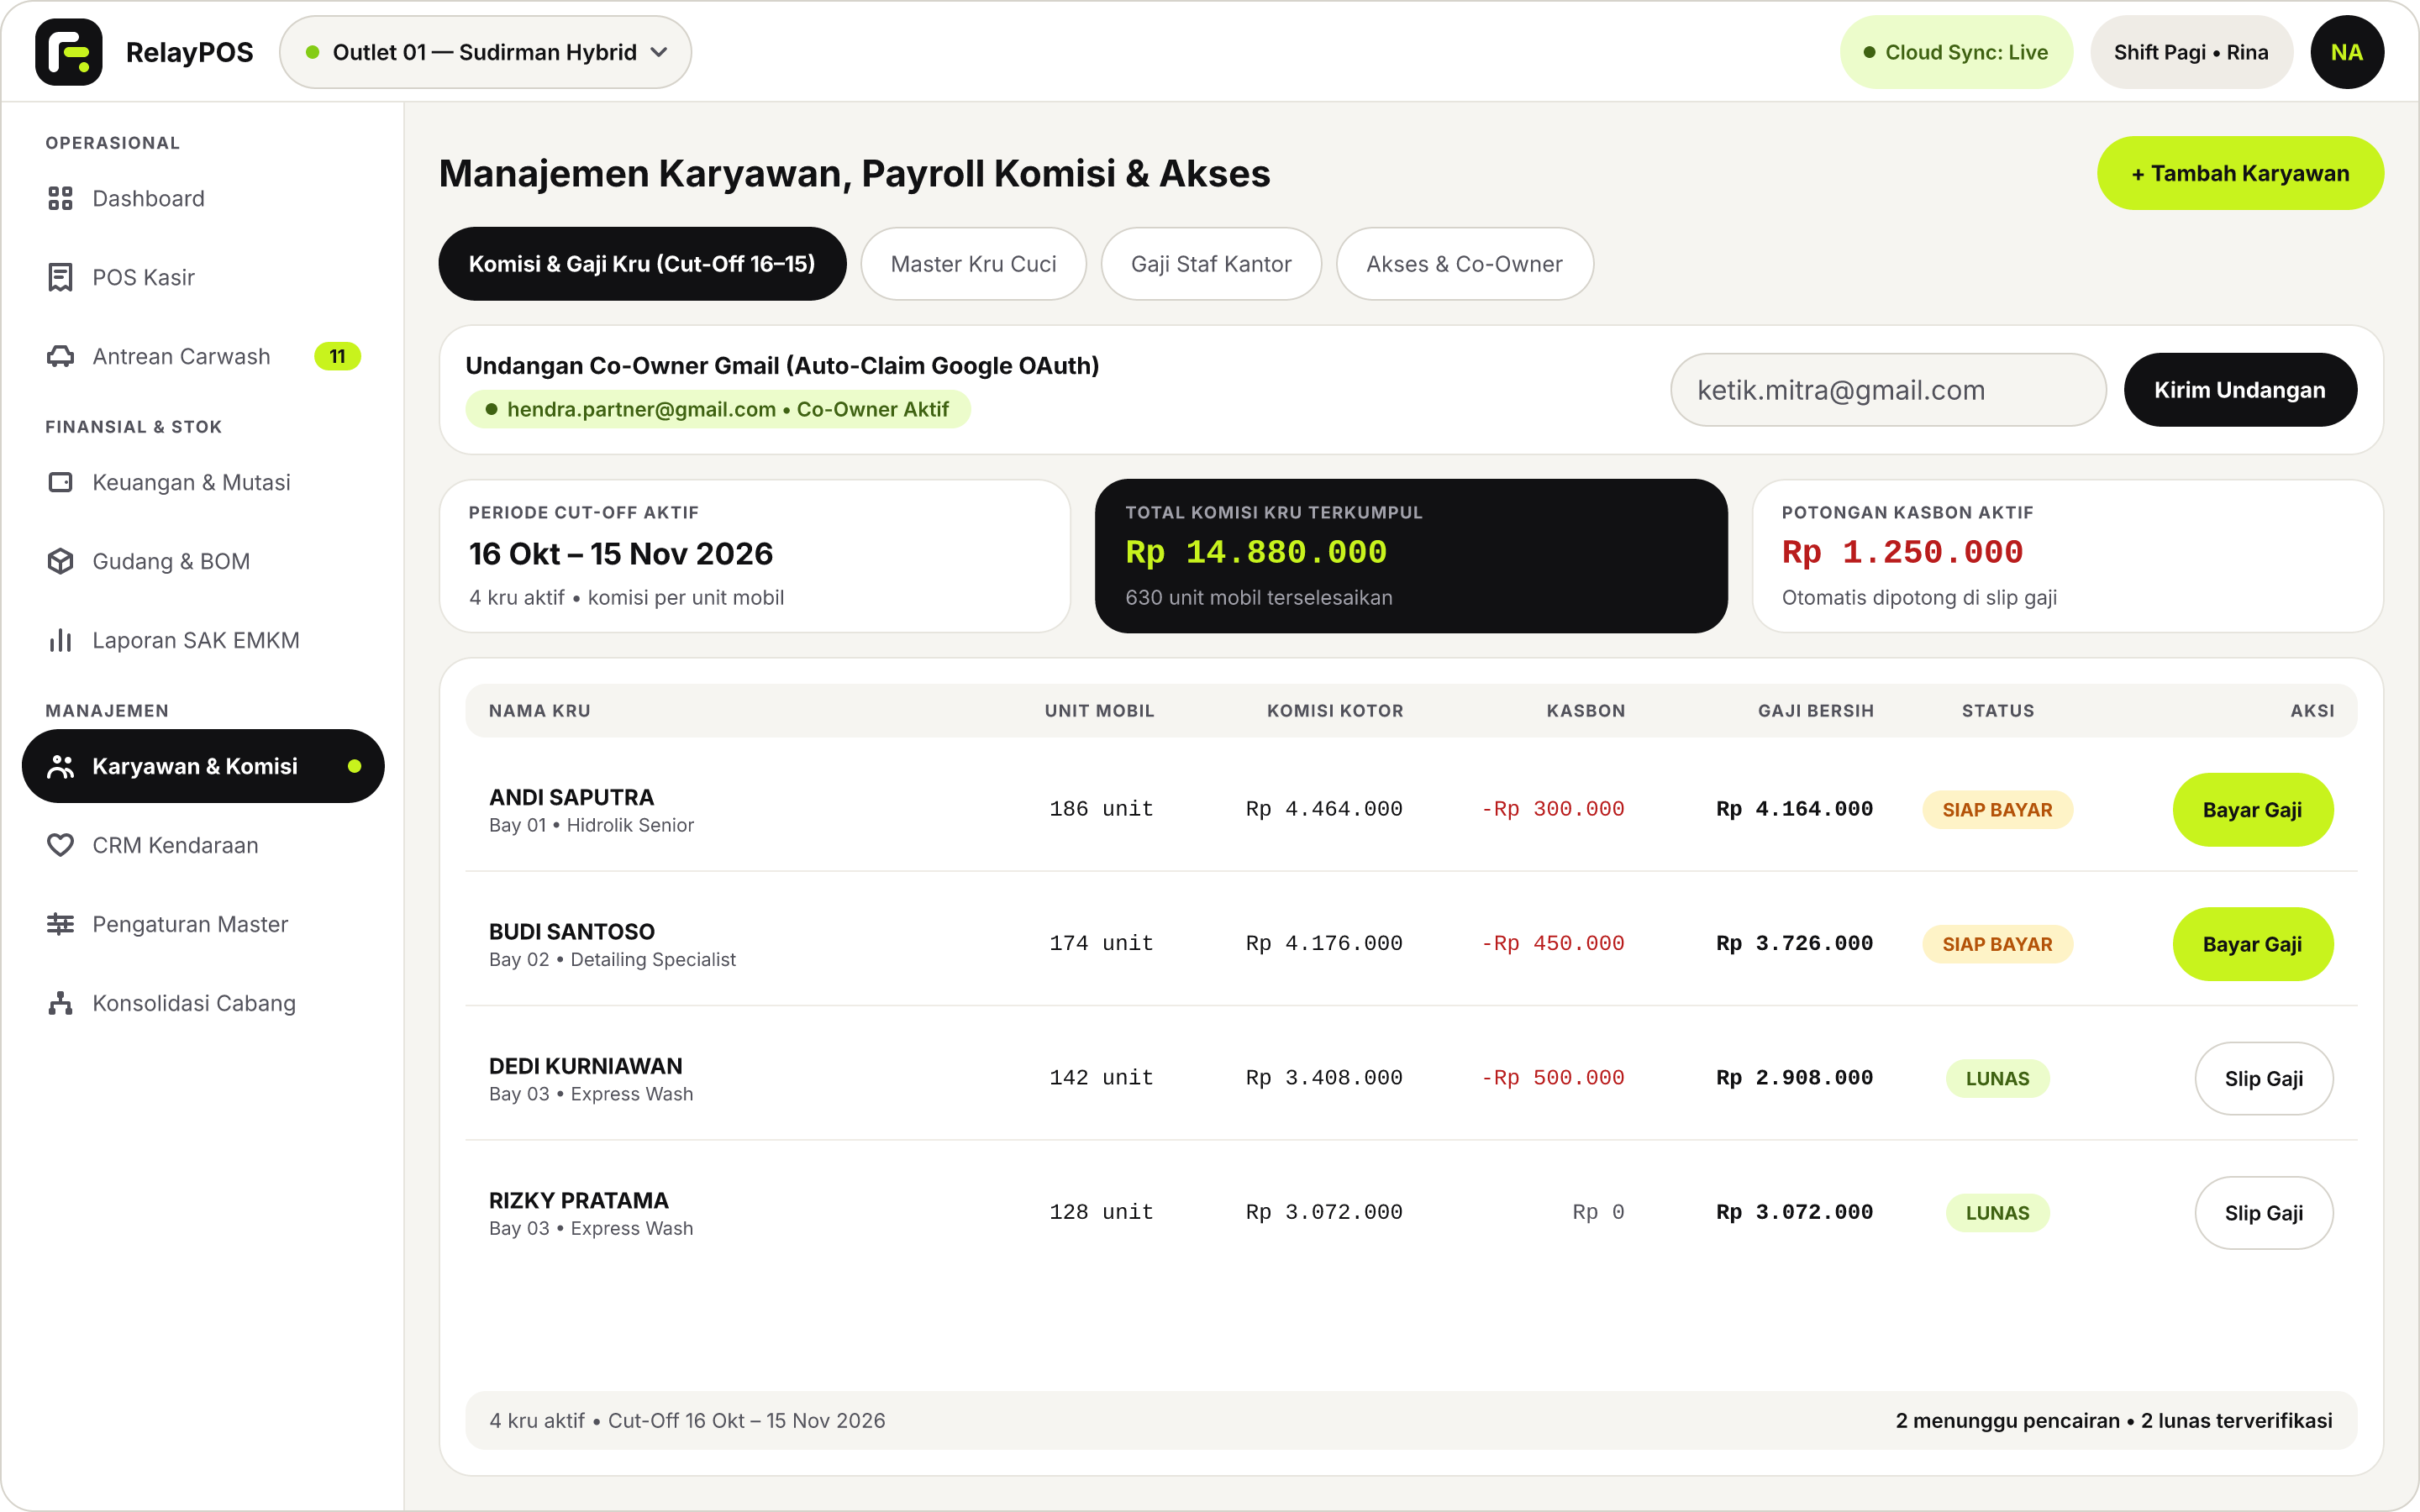 RelayPOS
Outlet 01 — Sudirman Hybrid
Cloud Sync: Live
Shift Pagi • Rina
NA
OPERASIONAL
Dashboard
POS Kasir
Antrean Carwash 11
FINANSIAL & STOK
Keuangan & Mutasi
Gudang & BOM
Laporan SAK EMKM
MANAJEMEN
Karyawan & Komisi
CRM Kendaraan
Pengaturan Master
Konsolidasi Cabang
Manajemen Karyawan, Payroll Komisi & Akses
+ Tambah Karyawan
Komisi & Gaji Kru (Cut-Off 16–15)
Master Kru Cuci
Gaji Staf Kantor
Akses & Co-Owner
Undangan Co-Owner Gmail (Auto-Claim Google OAuth)
hendra.partner@gmail.com • Co-Owner Aktif
ketik.mitra@gmail.com
Kirim Undangan
PERIODE CUT-OFF AKTIF
16 Okt – 15 Nov 2026
4 kru aktif • komisi per unit mobil
TOTAL KOMISI KRU TERKUMPUL
Rp 14.880.000
630 unit mobil terselesaikan
POTONGAN KASBON AKTIF
Rp 1.250.000
Otomatis dipotong di slip gaji
NAMA KRU UNIT MOBIL KOMISI KOTOR KASBON GAJI BERSIH STATUS AKSI
ANDI SAPUTRA
Bay 01 • Hidrolik Senior
186 unit Rp 4.464.000 -Rp 300.000 Rp 4.164.000 SIAP BAYAR Bayar Gaji
BUDI SANTOSO
Bay 02 • Detailing Specialist
174 unit Rp 4.176.000 -Rp 450.000 Rp 3.726.000 SIAP BAYAR Bayar Gaji
DEDI KURNIAWAN
Bay 03 • Express Wash
142 unit Rp 3.408.000 -Rp 500.000 Rp 2.908.000 LUNAS Slip Gaji
RIZKY PRATAMA
Bay 03 • Express Wash
128 unit Rp 3.072.000 Rp 0 Rp 3.072.000 LUNAS Slip Gaji
4 kru aktif • Cut-Off 16 Okt – 15 Nov 2026
2 menunggu pencairan • 2 lunas terverifikasi